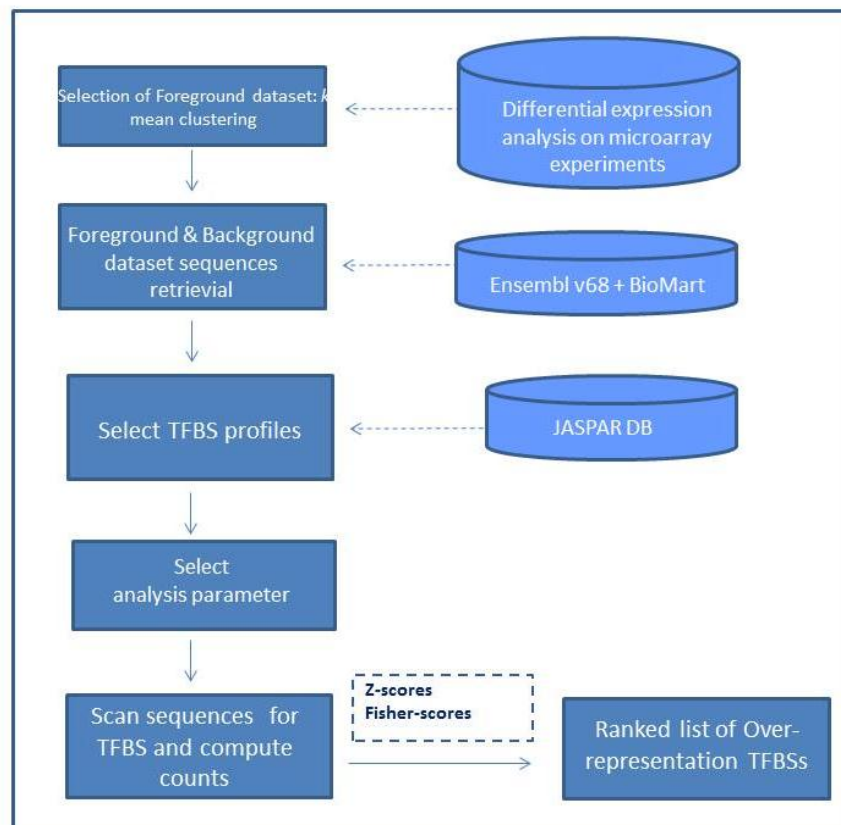 Selection of Foreground dataset: k
mean clustering
Differential expression
analysis on microarray
experiments
Foreground & Background
dataset sequences
retrievial
Ensembl v68 + BioMart
Select TFBS profiles
JASPAR DB
Select
analysis parameter
Z-scores
Fisher-scores
Scan sequences for
TFBS and compute
counts
Ranked list of Over-
representation TFBSs